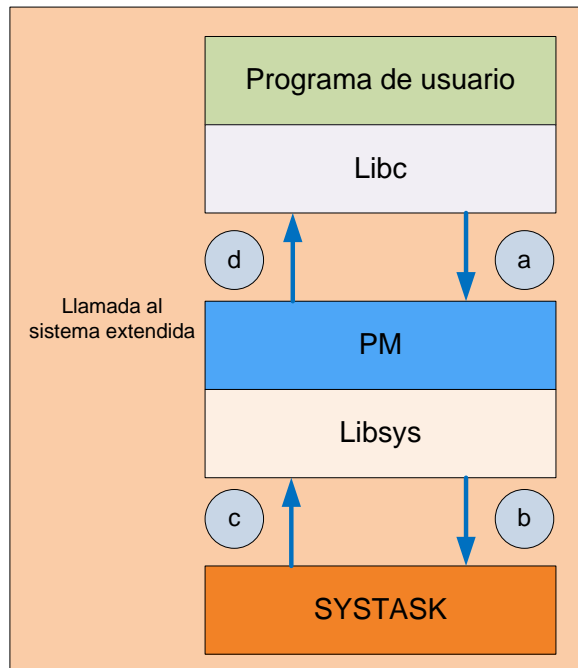 Programa de usuario
Libc
d
a
Llamada al
sistema extendida
PM
Libsys
c
b
SYSTASK